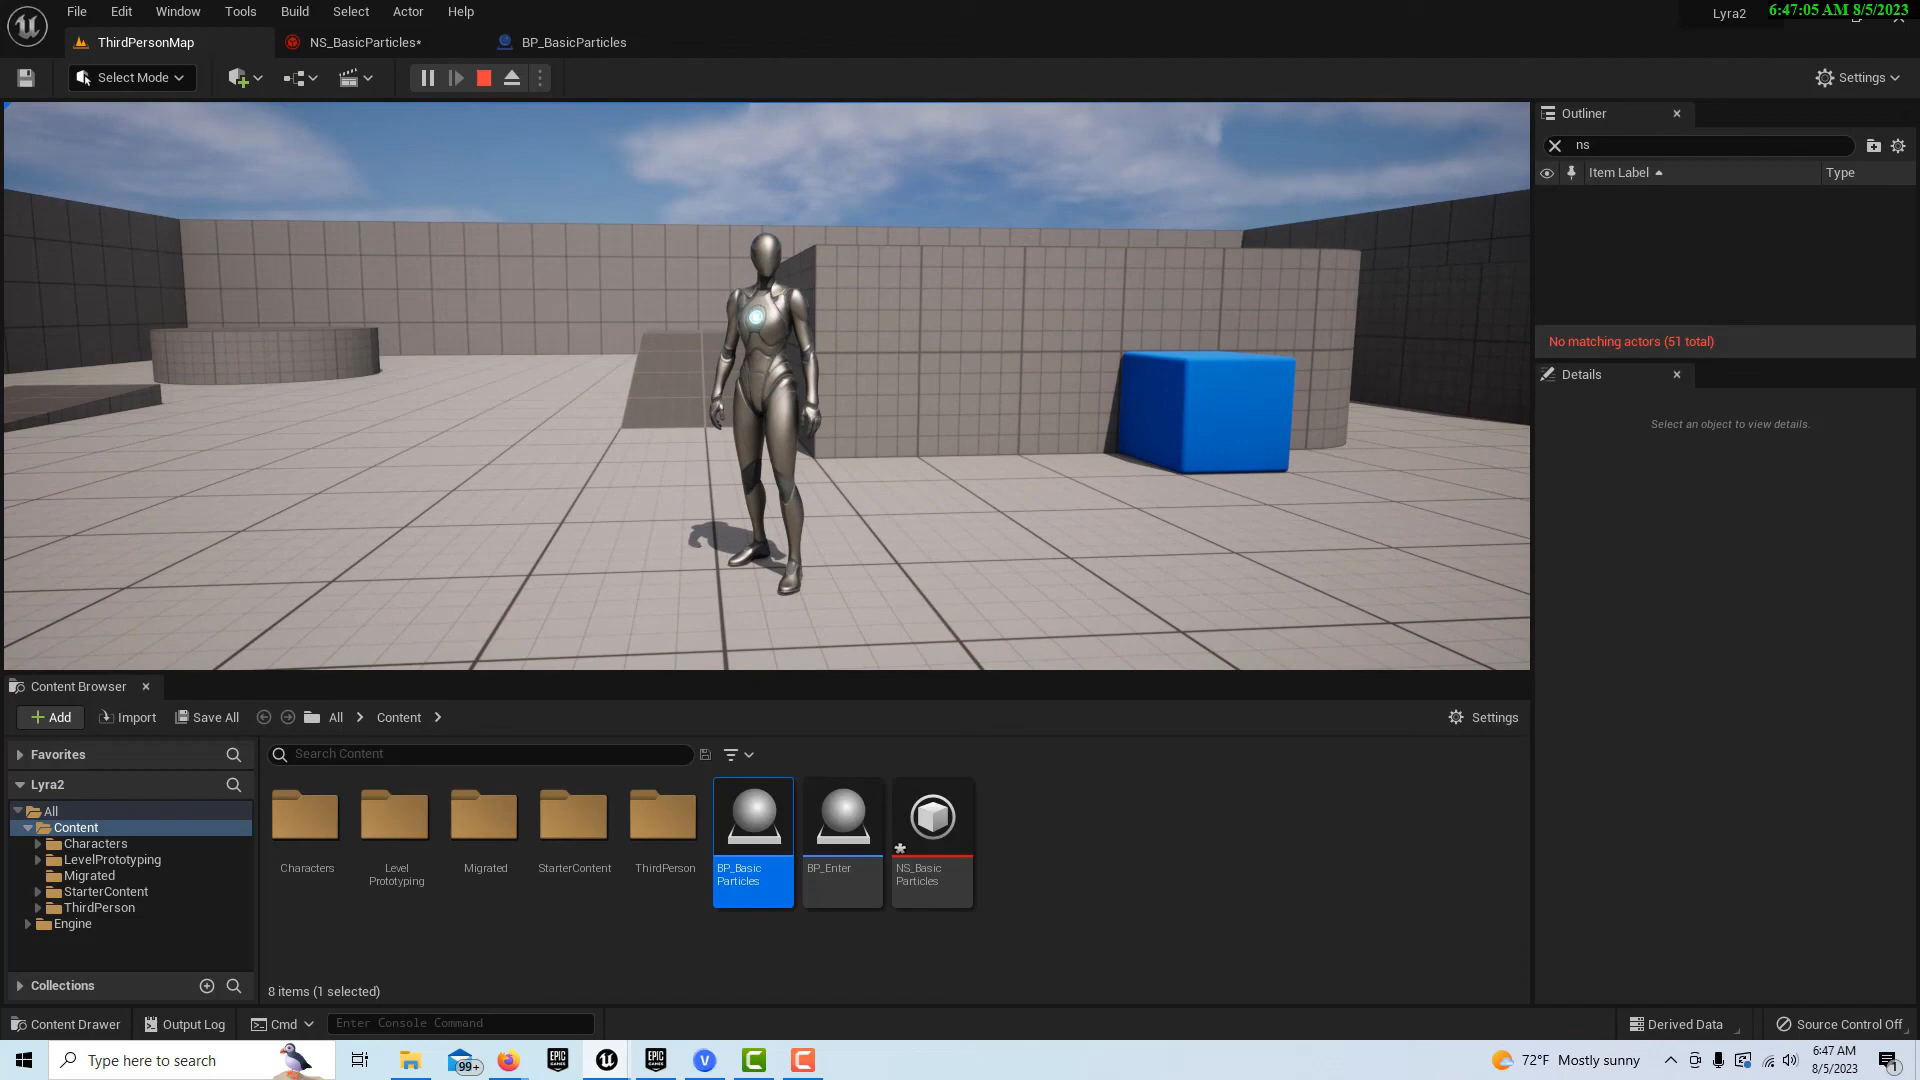 File Edit Window Tools Build Select Actor Help
Lyra2
6:47:05 AM 8/5/2023
ThirdPersonMap
NS_BasicParticles*
BP_BasicParticles
Select Mode
Settings
Outliner
ns
Item Label
Type
No matching actors (51 total)
Details
Select an object to view details.
Content Browser
Add
Import
Save All
All
Content
Settings
Favorites
Search Content
Lyra2
All
Content
Characters
LevelPrototyping
Migrated
StarterContent
ThirdPerson
Engine
Collections
Characters
Level
Prototyping
Migrated
StarterContent
ThirdPerson
BP_Basic
Particles
BP_Enter
NS_Basic
Particles
8 items (1 selected)
Content Drawer
Output Log
Cmd
Enter Console Command
Derived Data
Source Control Off
Type here to search
99+
EPIC
GAMES
EPIC
GAMES
72°F Mostly sunny
6:47 AM
8/5/2023
1